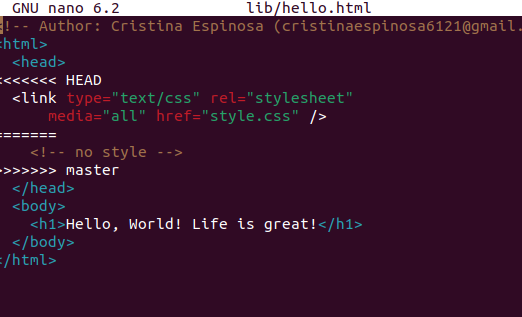 GNU nano 6.2 lib/hello.html
<!-- Author: Cristina Espinosa (cristinaespinosa6121@gmail.
<html>
  <head>
<<<<<<< HEAD
  <link type="text/css" rel="stylesheet"
      media="all" href="style.css" />
=======
    <!-- no style -->
>>>>>>> master
  </head>
  <body>
    <h1>Hello, World! Life is great!</h1>
  </body>
</html>